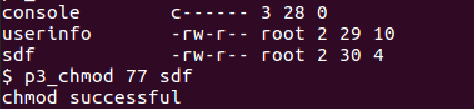 console        c------ 3 28 0
userinfo       -rw-r-- root 2 29 10
sdf            -rw-r-- root 2 30 4
$ p3_chmod 77 sdf
chmod successful